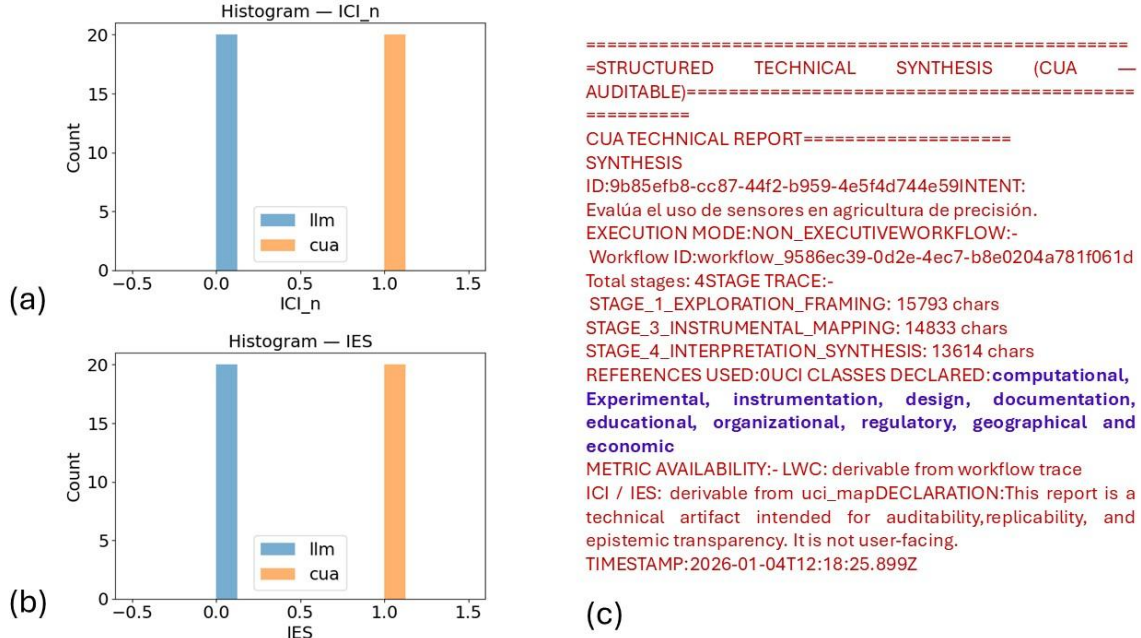 Histogram — ICI_n
20
15
10
5
0
Count
llm
cua
−0.5
0.0
0.5
1.0
1.5
ICI_n
(a)
Histogram — IES
20
15
10
5
0
Count
llm
cua
−0.5
0.0
0.5
1.0
1.5
IES
(b)
====================================================
=STRUCTURED TECHNICAL SYNTHESIS (CUA —
AUDITABLE)===========================================
==========
CUA TECHNICAL REPORT====================
SYNTHESIS
ID:9b85efb8-cc87-44f2-b959-4e5f4d744e59INTENT:
Evalúa el uso de sensores en agricultura de precisión.
EXECUTION MODE:NON_EXECUTIVEWORKFLOW:-
Workflow ID:workflow_9586ec39-0d2e-4ec7-b8e0204a781f061d
Total stages: 4STAGE TRACE:-
STAGE_1_EXPLORATION_FRAMING: 15793 chars
STAGE_3_INSTRUMENTAL_MAPPING: 14833 chars
STAGE_4_INTERPRETATION_SYNTHESIS: 13614 chars
REFERENCES USED:0UCI CLASSES DECLARED:computational,
Experimental, instrumentation, design, documentation,
educational, organizational, regulatory, geographical and
economic
METRIC AVAILABILITY:- LWC: derivable from workflow trace
ICI / IES: derivable from uci_mapDECLARATION:This report is a
technical artifact intended for auditability,replicability, and
epistemic transparency. It is not user-facing.
TIMESTAMP:2026-01-04T12:18:25.899Z
(c)